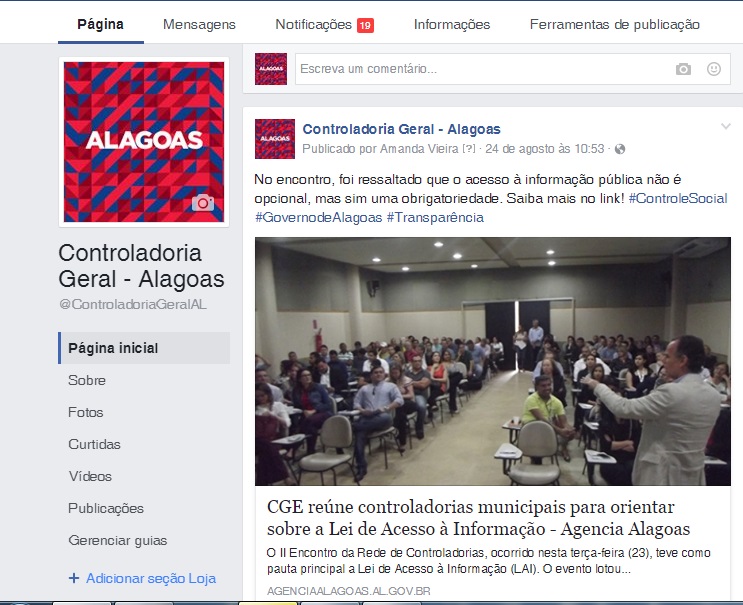 Página Mensagens Notificações 19 Informações Ferramentas de publicação
ALAGOAS
Controladoria
Geral - Alagoas
@ControladoriaGeralAL
Página inicial
Sobre
Fotos
Curtidas
Vídeos
Publicações
Gerenciar guias
+ Adicionar seção Loja
ALAGOAS
Escreva um comentário...
ALAGOAS
Controladoria Geral - Alagoas
Publicado por Amanda Vieira [?] · 24 de agosto às 10:53 ·
No encontro, foi ressaltado que o acesso à informação pública não é
opcional, mas sim uma obrigatoriedade. Saiba mais no link! #ControleSocial
#GovernodeAlagoas #Transparência
CGE reúne controladorias municipais para orientar
sobre a Lei de Acesso à Informação - Agencia Alagoas
O II Encontro da Rede de Controladorias, ocorrido nesta terça-feira (23), teve como
pauta principal a Lei de Acesso à Informação (LAI). O evento lotou...
AGENCIAALAGOAS.AL.GOV.BR